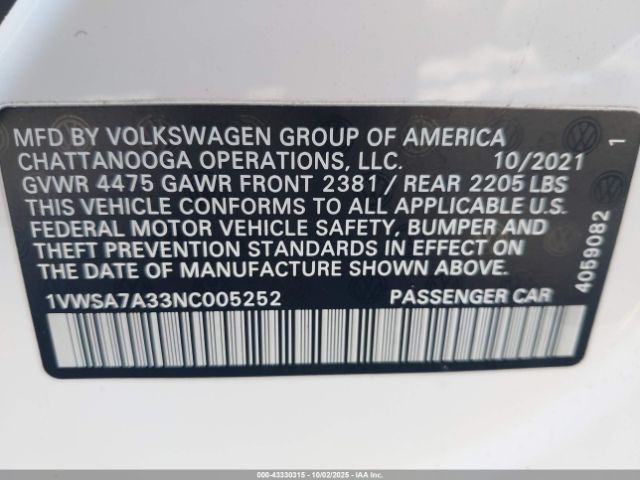 MFD BY VOLKSWAGEN GROUP OF AMERICA
CHATTANOOGA OPERATIONS, LLC. 10/2021
GVWR 4475 GAWR FRONT 2381/ REAR 2205 LBS
THIS VEHICLE CONFORMS TO ALL APPLICABLE U.S.
FEDERAL MOTOR VEHICLE SAFETY, BUMPER AND
THEFT PREVENTION STANDARDS IN EFFECT ON
THE DATE OF MANUFACTURE SHOWN ABOVE.
1VWSA7A33NC005252 PASSENGER CAR
4059082
1
000-43330315 - 10/02/2025 - IAAI.COM